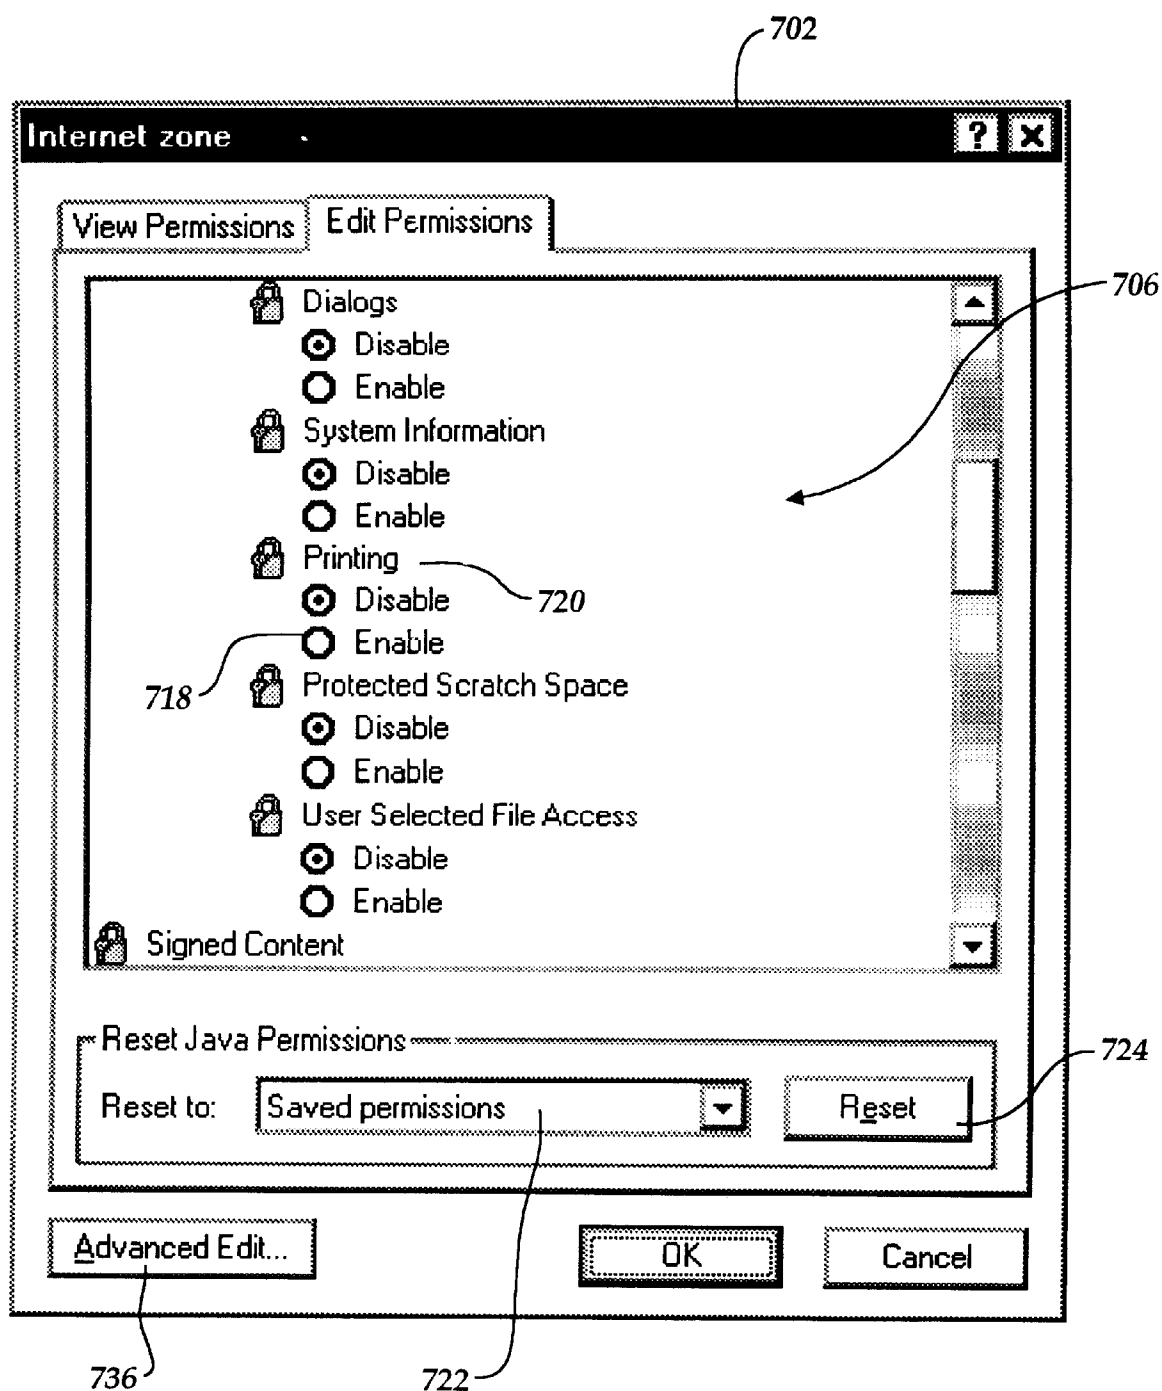 702
Internet zone
? X
View Permissions Edit Permissions
Dialogs
706
Disable
Enable
System Information
Disable
Enable
Printing
720
Disable
718
Enable
Protected Scratch Space
Disable
Enable
User Selected File Access
Disable
Enable
Signed Content
Reset Java Permissions
724
Reset to: Saved permissions Reset
Advanced Edit... OK Cancel
736
722